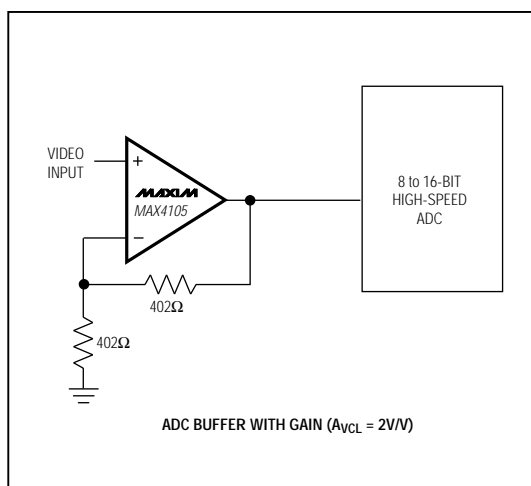 VIDEO
INPUT
+
MAXIM
MAX4105
−
402Ω
402Ω
8 to 16-BIT
HIGH-SPEED
ADC
ADC BUFFER WITH GAIN (AVCL = 2V/V)